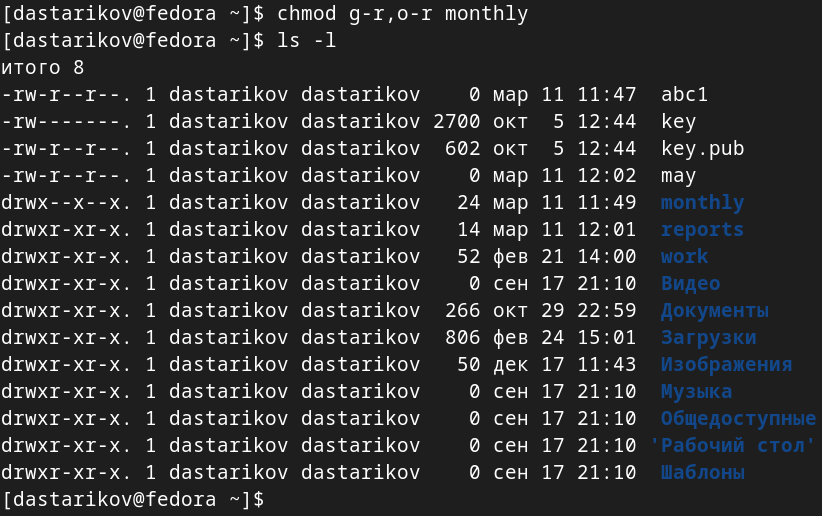 [dastarikov@fedora ~]$ chmod g-r,o-r monthly
[dastarikov@fedora ~]$ ls -l
итого 8
-rw-r--r--. 1 dastarikov dastarikov    0 мар 11 11:47  abc1
-rw-------. 1 dastarikov dastarikov 2700 окт  5 12:44  key
-rw-r--r--. 1 dastarikov dastarikov  602 окт  5 12:44  key.pub
-rw-r--r--. 1 dastarikov dastarikov    0 мар 11 12:02  may
drwx--x--x. 1 dastarikov dastarikov   24 мар 11 11:49  monthly
drwxr-xr-x. 1 dastarikov dastarikov   14 мар 11 12:01  reports
drwxr-xr-x. 1 dastarikov dastarikov   52 фев 21 14:00  work
drwxr-xr-x. 1 dastarikov dastarikov    0 сен 17 21:10  Видео
drwxr-xr-x. 1 dastarikov dastarikov  266 окт 29 22:59  Документы
drwxr-xr-x. 1 dastarikov dastarikov  806 фев 24 15:01  Загрузки
drwxr-xr-x. 1 dastarikov dastarikov   50 дек 17 11:43  Изображения
drwxr-xr-x. 1 dastarikov dastarikov    0 сен 17 21:10  Музыка
drwxr-xr-x. 1 dastarikov dastarikov    0 сен 17 21:10  Общедоступные
drwxr-xr-x. 1 dastarikov dastarikov    0 сен 17 21:10 'Рабочий стол'
drwxr-xr-x. 1 dastarikov dastarikov    0 сен 17 21:10  Шаблоны
[dastarikov@fedora ~]$